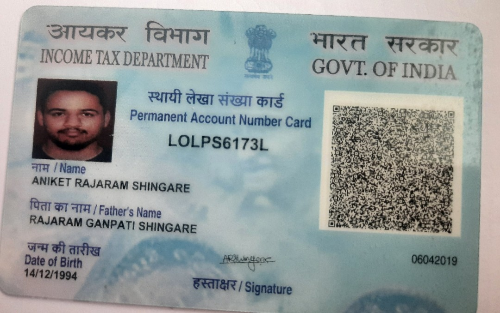 आयकर विभाग
INCOME TAX DEPARTMENT
भारत सरकार
GOVT. OF INDIA
स्थायी लेखा संख्या कार्ड
Permanent Account Number Card
LOLPS6173L
नाम / Name
ANIKET RAJARAM SHINGARE
पिता का नाम / Father's Name
RAJARAM GANPATI SHINGARE
जन्म की तारीख
Date of Birth
14/12/1994
हस्ताक्षर / Signature
06042019